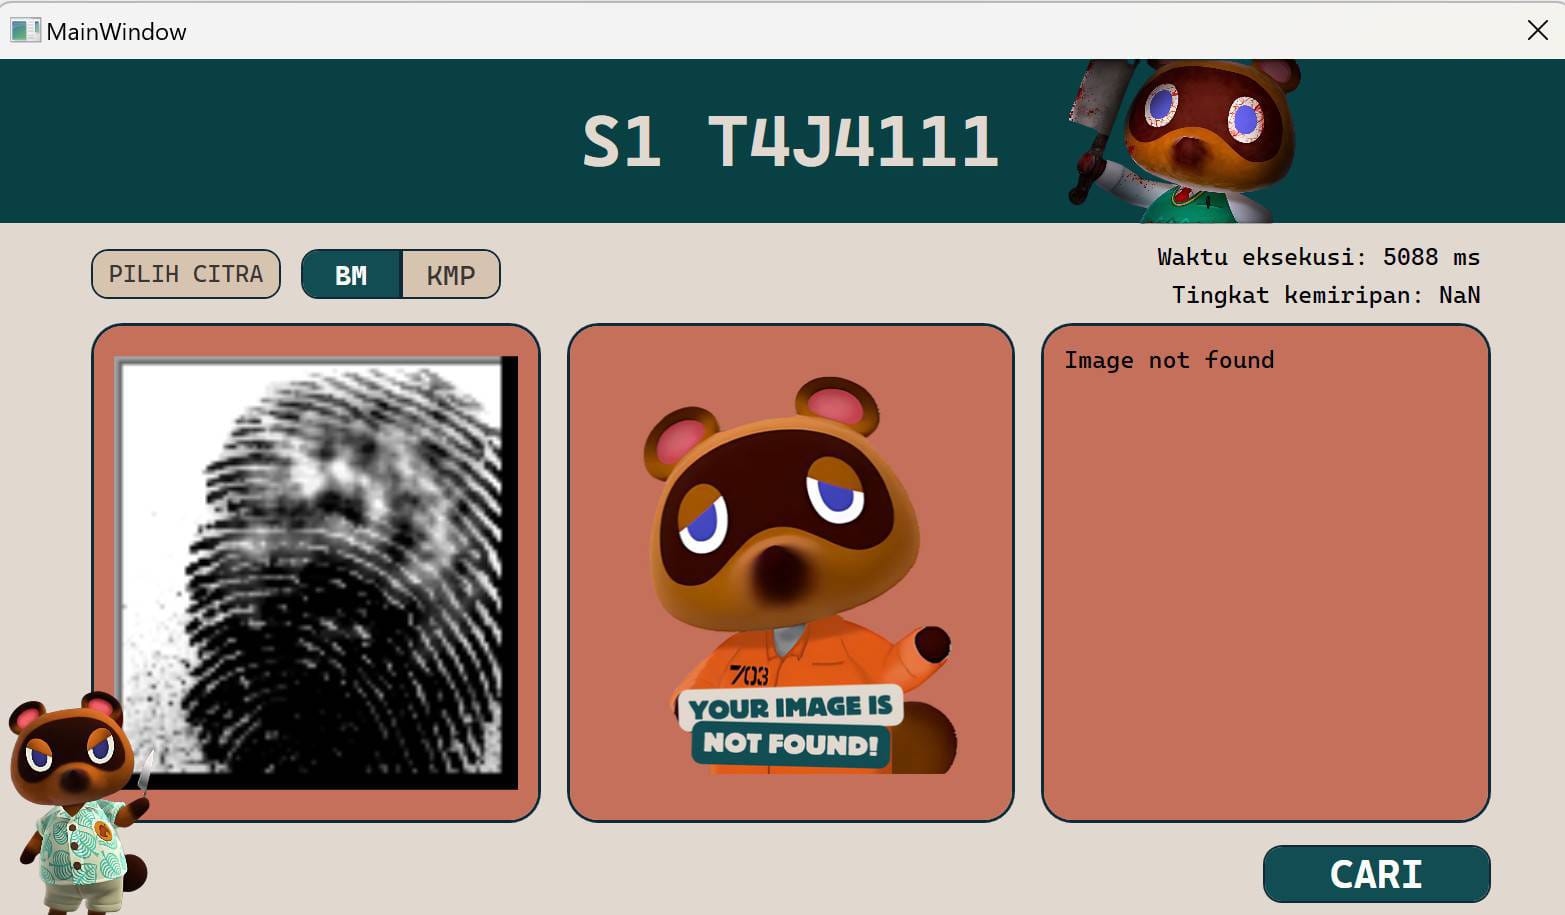 MainWindow
S1 T4J4111
PILIH CITRA
BM
KMP
Waktu eksekusi: 5088 ms
Tingkat kemiripan: NaN
703
YOUR IMAGE IS
NOT FOUND!
Image not found
CARI